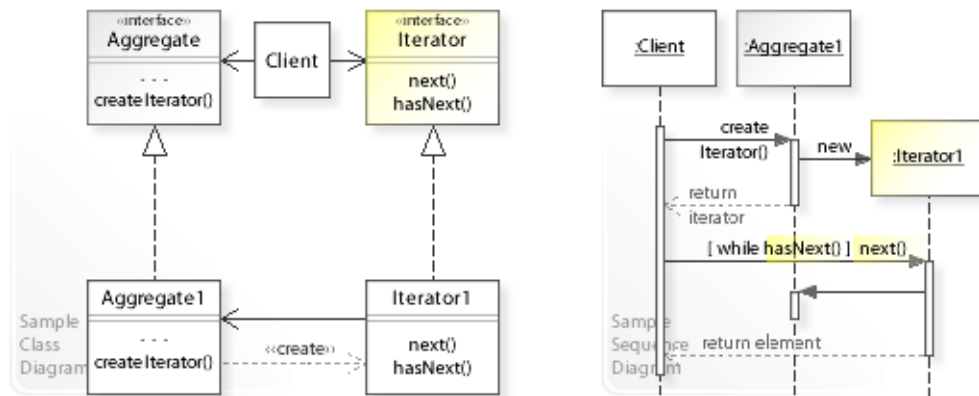 «interface»
Aggregate
. . .
createIterator()
Client
«interface»
Iterator
next()
hasNext()
Aggregate1
. . .
createIterator()
«create»
Iterator1
next()
hasNext()
Sample
Class
Diagram
:Client
:Aggregate1
create
Iterator()
new
:Iterator1
return
iterator
[ while hasNext() ] next()
return element
Sample
Sequence
Diagram